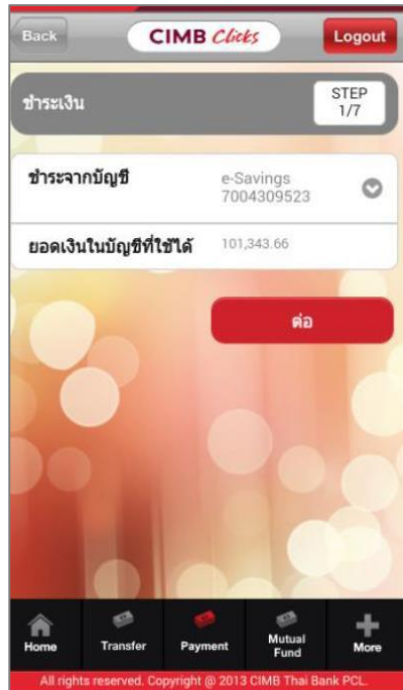 Back
CIMB Clicks
Logout
ชำระเงิน
STEP
1/7
ชำระจากบัญชี
e-Savings
7004309523
ยอดเงินในบัญชีที่ใช้ได้
101,343.66
ต่อ
Home
Transfer
Payment
Mutual
Fund
More
All rights reserved. Copyright @ 2013 CIMB Thai Bank PCL.